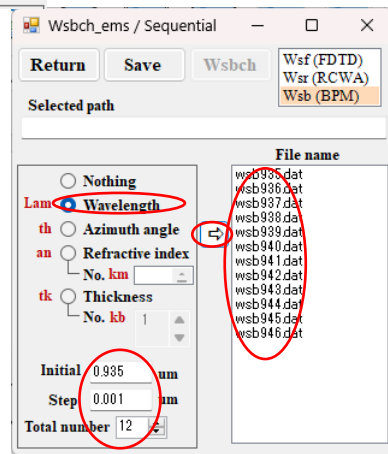 Wsbch_ems / Sequential
Return Save Wsbch
Wsf (FDTD)
Wsr (RCWA)
Wsb (BPM)
Selected path
File name
Nothing
Lam Wavelength
th Azimuth angle
an Refractive index
No. km
tk Thickness
No. kb 1
Initial 0.935 um
Step 0.001 um
Total number 12
wsb935.dat
wsb936.dat
wsb937.dat
wsb938.dat
wsb939.dat
wsb940.dat
wsb941.dat
wsb942.dat
wsb943.dat
wsb944.dat
wsb945.dat
wsb946.dat